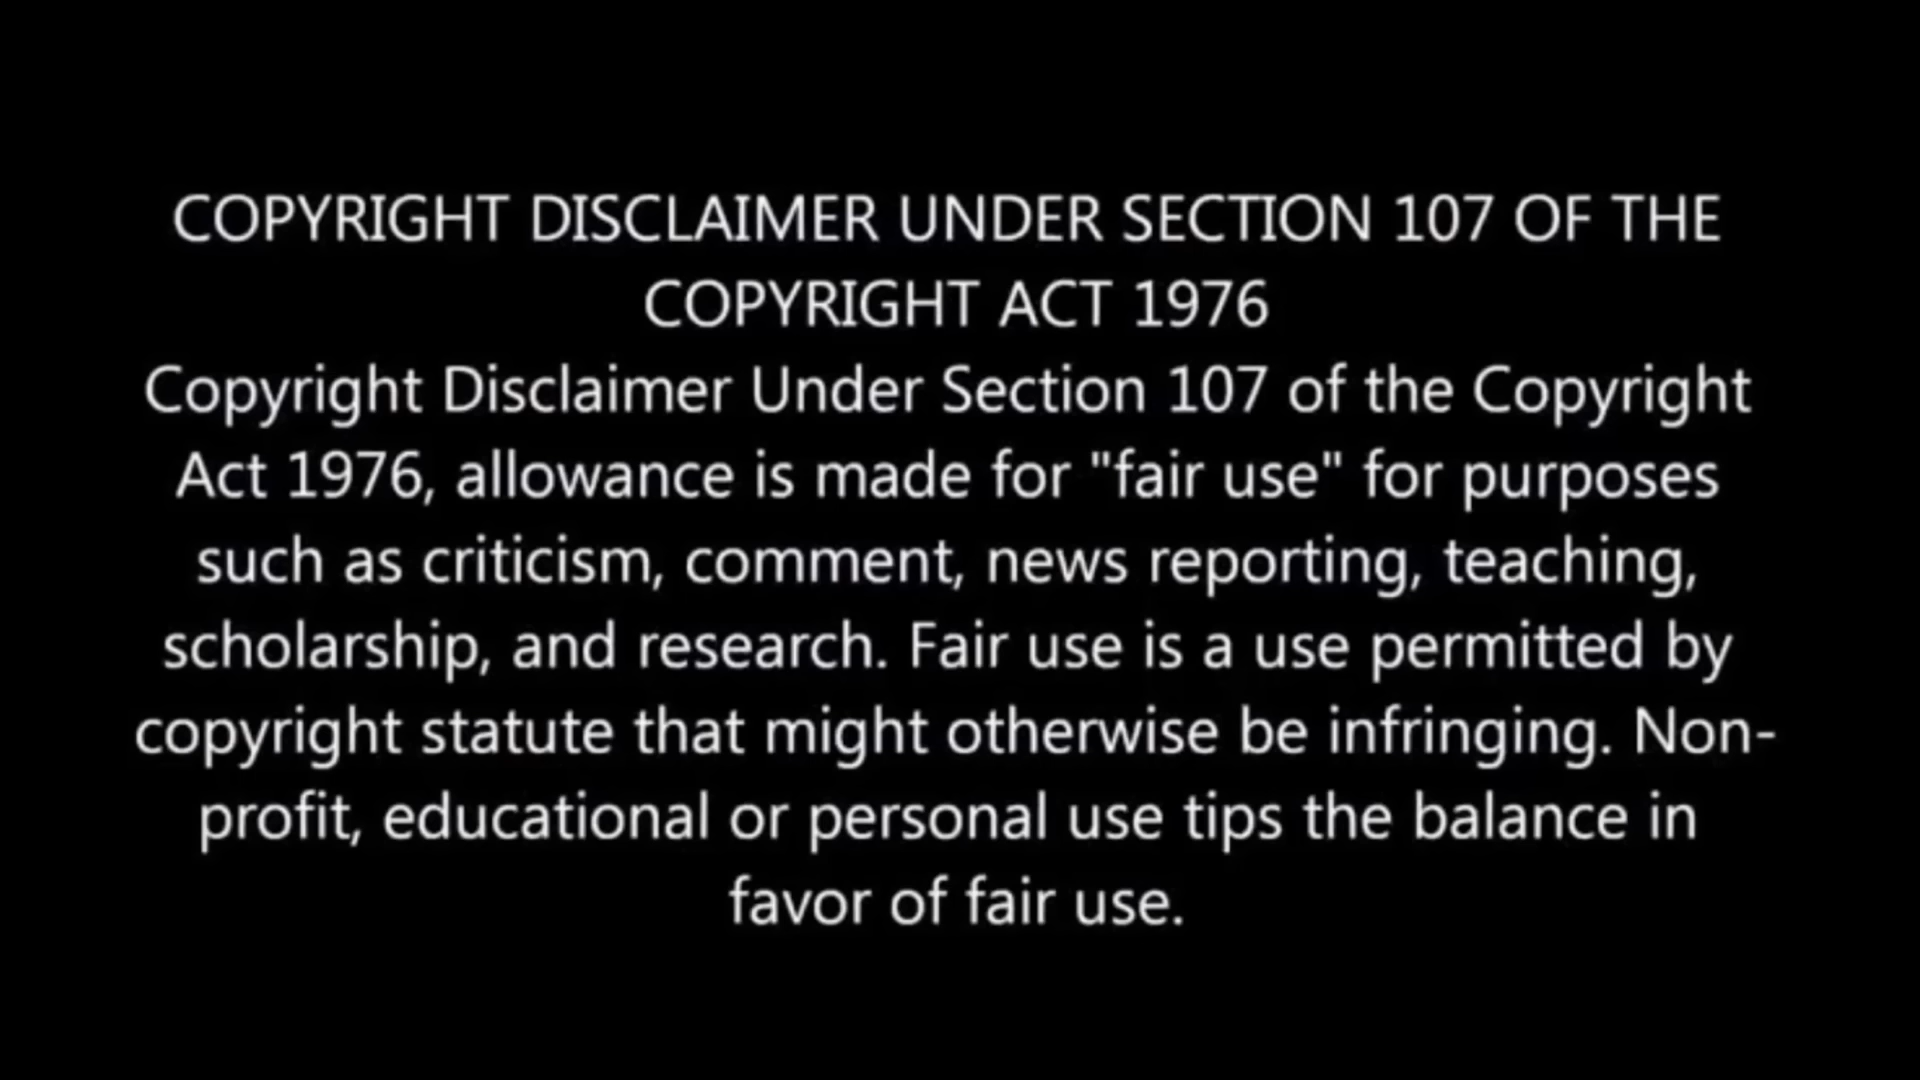 COPYRIGHT DISCLAIMER UNDER SECTION 107 OF THE
COPYRIGHT ACT 1976
Copyright Disclaimer Under Section 107 of the Copyright
Act 1976, allowance is made for "fair use" for purposes
such as criticism, comment, news reporting, teaching,
scholarship, and research. Fair use is a use permitted by
copyright statute that might otherwise be infringing. Non-
profit, educational or personal use tips the balance in
favor of fair use.